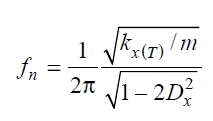 $f_n = \frac{1}{2\pi} \frac{\sqrt{k_{x(T)}/m}}{\sqrt{1-2D_x^2}}$